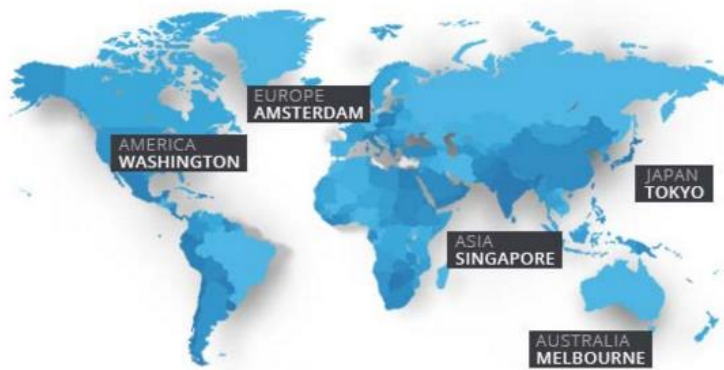 EUROPE
AMSTERDAM
AMERICA
WASHINGTON
JAPAN
TOKYO
ASIA
SINGAPORE
AUSTRALIA
MELBOURNE